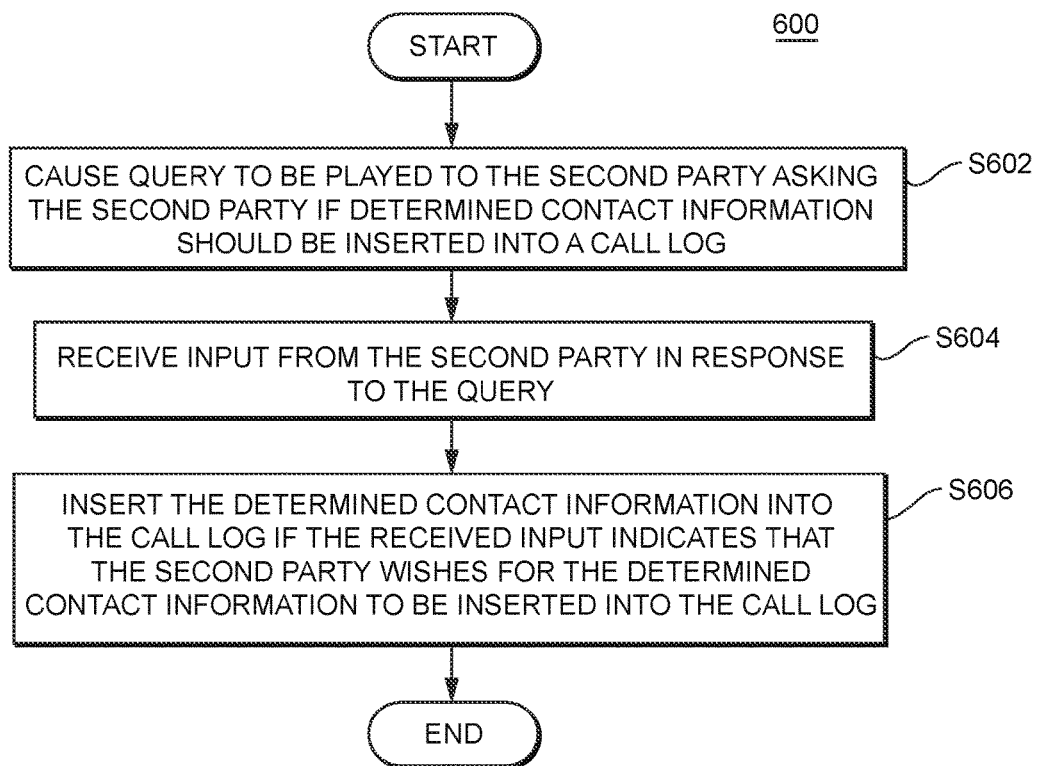 600
START
CAUSE QUERY TO BE PLAYED TO THE SECOND PARTY ASKING
THE SECOND PARTY IF DETERMINED CONTACT INFORMATION
SHOULD BE INSERTED INTO A CALL LOG
S602
RECEIVE INPUT FROM THE SECOND PARTY IN RESPONSE
TO THE QUERY
S604
INSERT THE DETERMINED CONTACT INFORMATION INTO
THE CALL LOG IF THE RECEIVED INPUT INDICATES THAT
THE SECOND PARTY WISHES FOR THE DETERMINED
CONTACT INFORMATION TO BE INSERTED INTO THE CALL LOG
S606
END